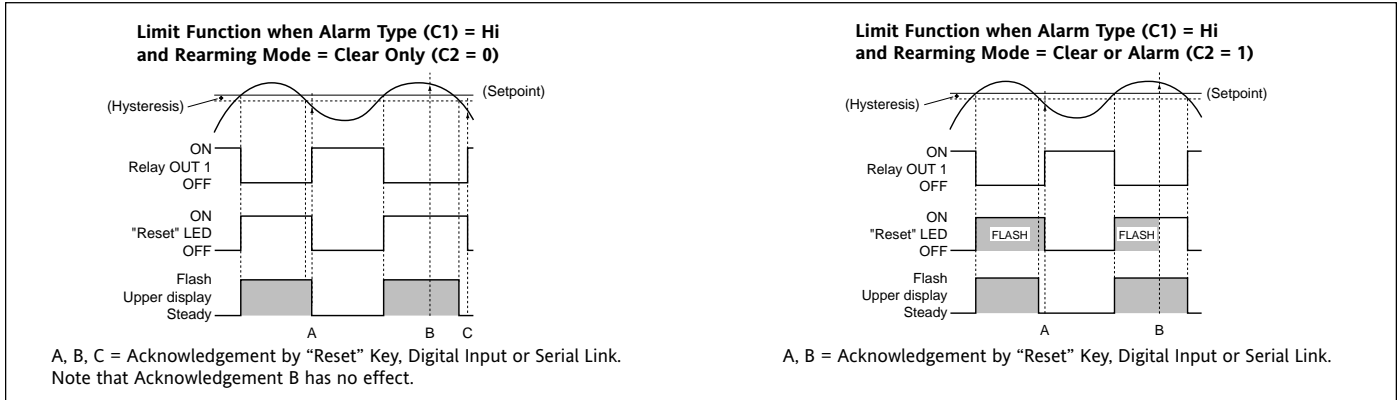 Limit Function when Alarm Type (C1) = Hi
and Rearming Mode = Clear Only (C2 = 0)
(Hysteresis)
(Setpoint)
ON
Relay OUT 1
OFF
ON
"Reset" LED
OFF
Flash
Upper display
Steady
A B C
A, B, C = Acknowledgement by “Reset” Key, Digital Input or Serial Link.
Note that Acknowledgement B has no effect.
Limit Function when Alarm Type (C1) = Hi
and Rearming Mode = Clear or Alarm (C2 = 1)
(Hysteresis)
(Setpoint)
ON
Relay OUT 1
OFF
ON
"Reset" LED
FLASH FLASH
OFF
Flash
Upper display
Steady
A B
A, B = Acknowledgement by “Reset” Key, Digital Input or Serial Link.